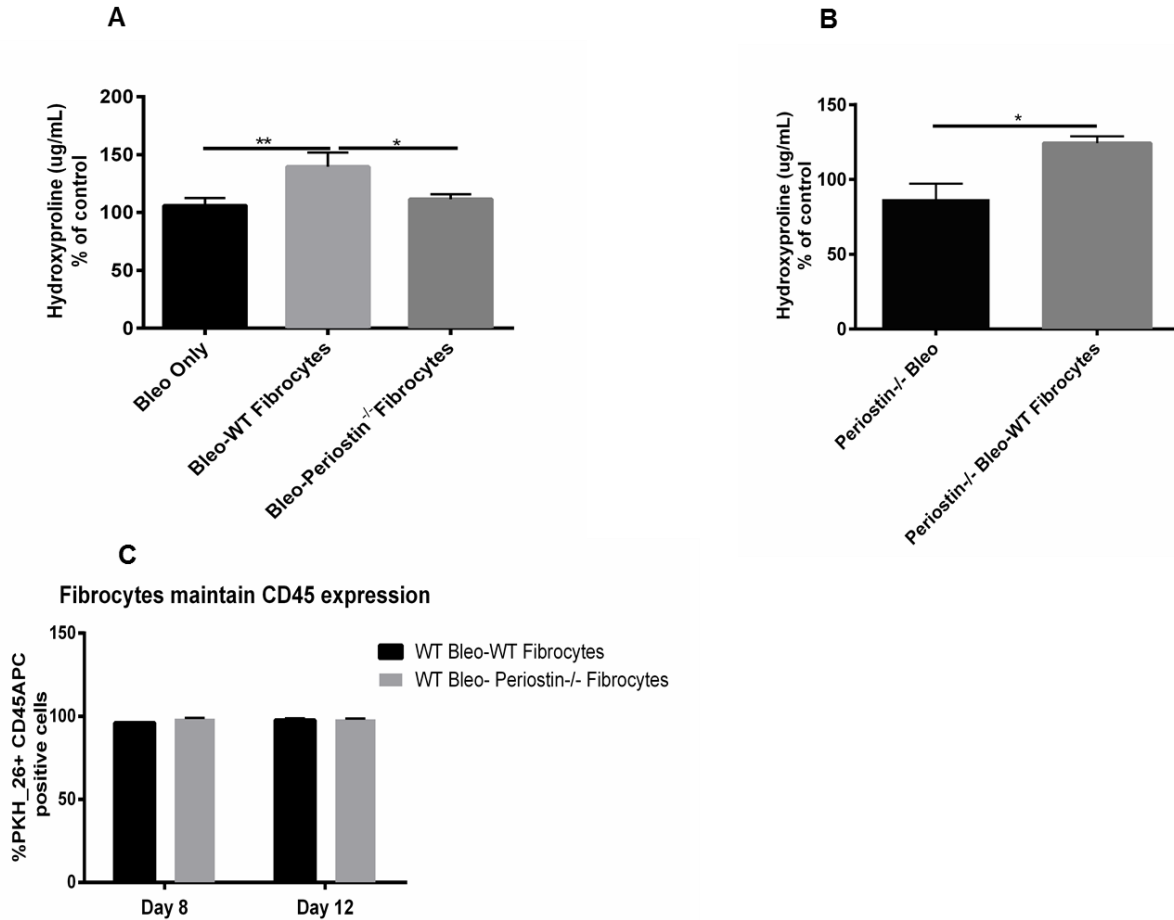 A
Hydroxyproline (ug/mL)
% of control
200
150
100
50
0
**
*
Bleo Only
Bleo-WT Fibrocytes
Bleo-Periostin-/-Fibrocytes
B
Hydroxyproline (ug/mL)
% of control
150
100
50
0
*
Periostin-/- Bleo
Periostin-/- Bleo-WT Fibrocytes
C
Fibrocytes maintain CD45 expression
%PKH_26+ CD45APC
positive cells
150
100
50
0
WT Bleo-WT Fibrocytes
WT Bleo- Periostin-/- Fibrocytes
Day 8
Day 12